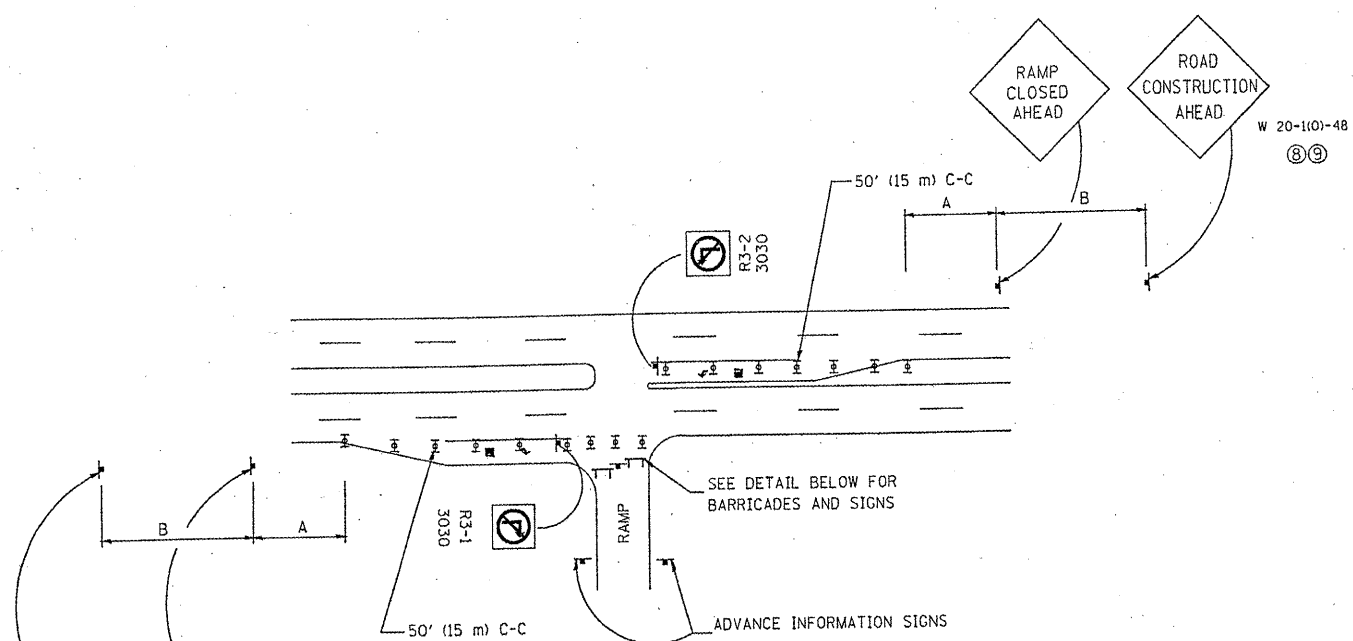 RAMP
CLOSED
AHEAD
ROAD
CONSTRUCTION
AHEAD
W 20-1(O)-48
⑧⑨
50' (15 m) C-C
A
B
R3-2
3030
SEE DETAIL BELOW FOR
BARRICADES AND SIGNS
B
A
R3-1
3030
RAMP
50' (15 m) C-C
ADVANCE INFORMATION SIGNS